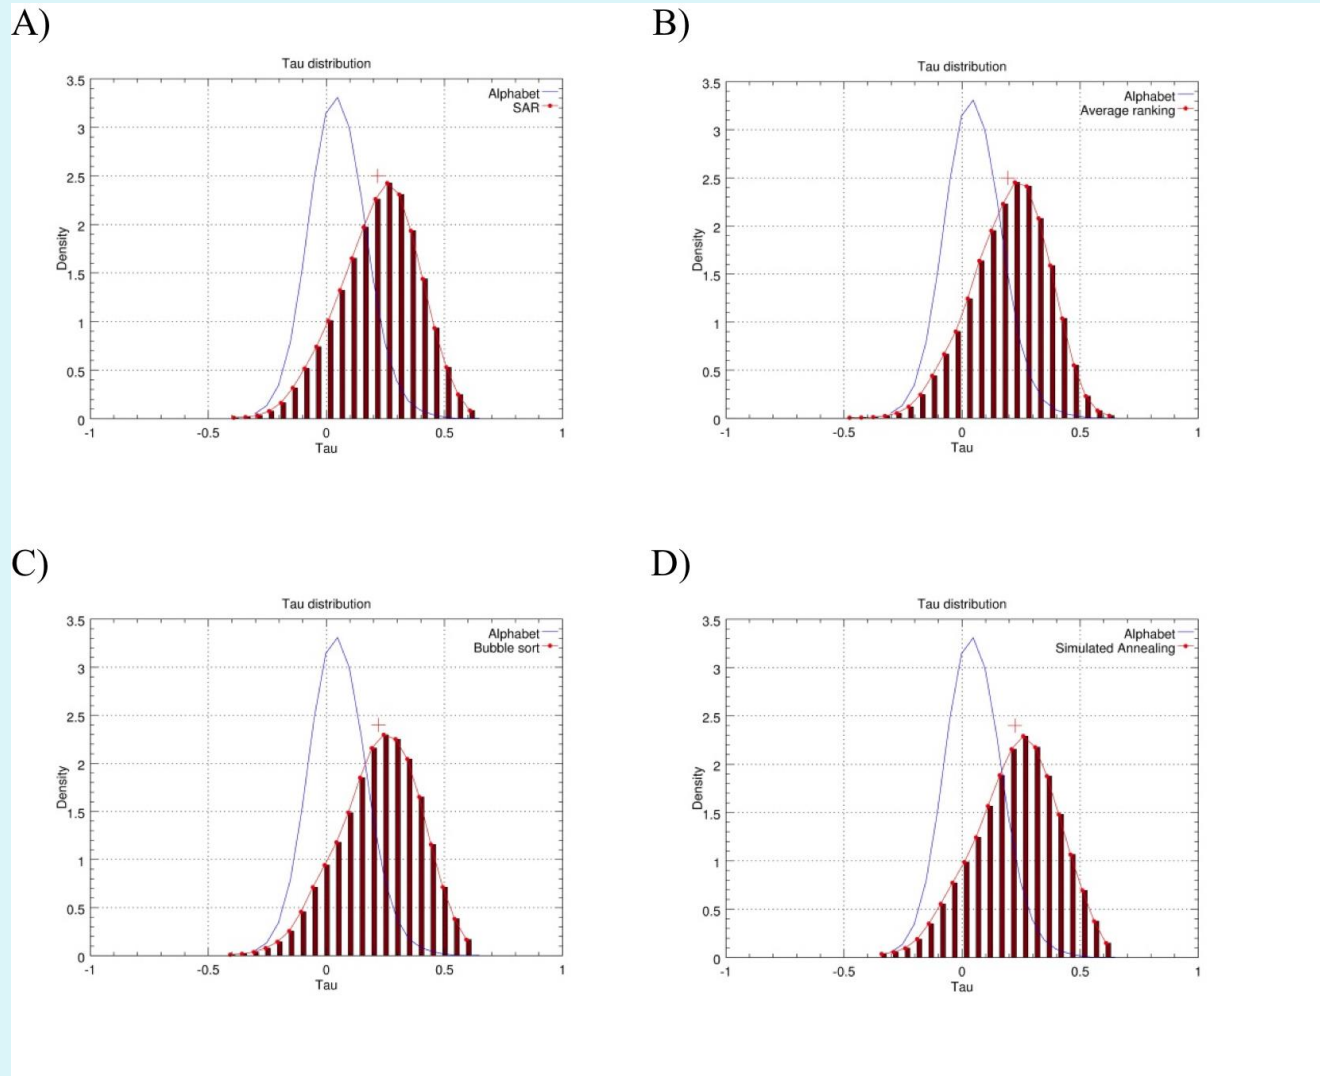 A)
Tau distribution
Alphabet
SAR
Density
3.5
3
2.5
2
1.5
1
0.5
0
-1 -0.5 0 0.5 1
Tau
B)
Tau distribution
Alphabet
Average ranking
Density
3.5
3
2.5
2
1.5
1
0.5
0
-1 -0.5 0 0.5 1
Tau
C)
Tau distribution
Alphabet
Bubble sort
Density
3.5
3
2.5
2
1.5
1
0.5
0
-1 -0.5 0 0.5 1
Tau
D)
Tau distribution
Alphabet
Simulated Annealing
Density
3.5
3
2.5
2
1.5
1
0.5
0
-1 -0.5 0 0.5 1
Tau